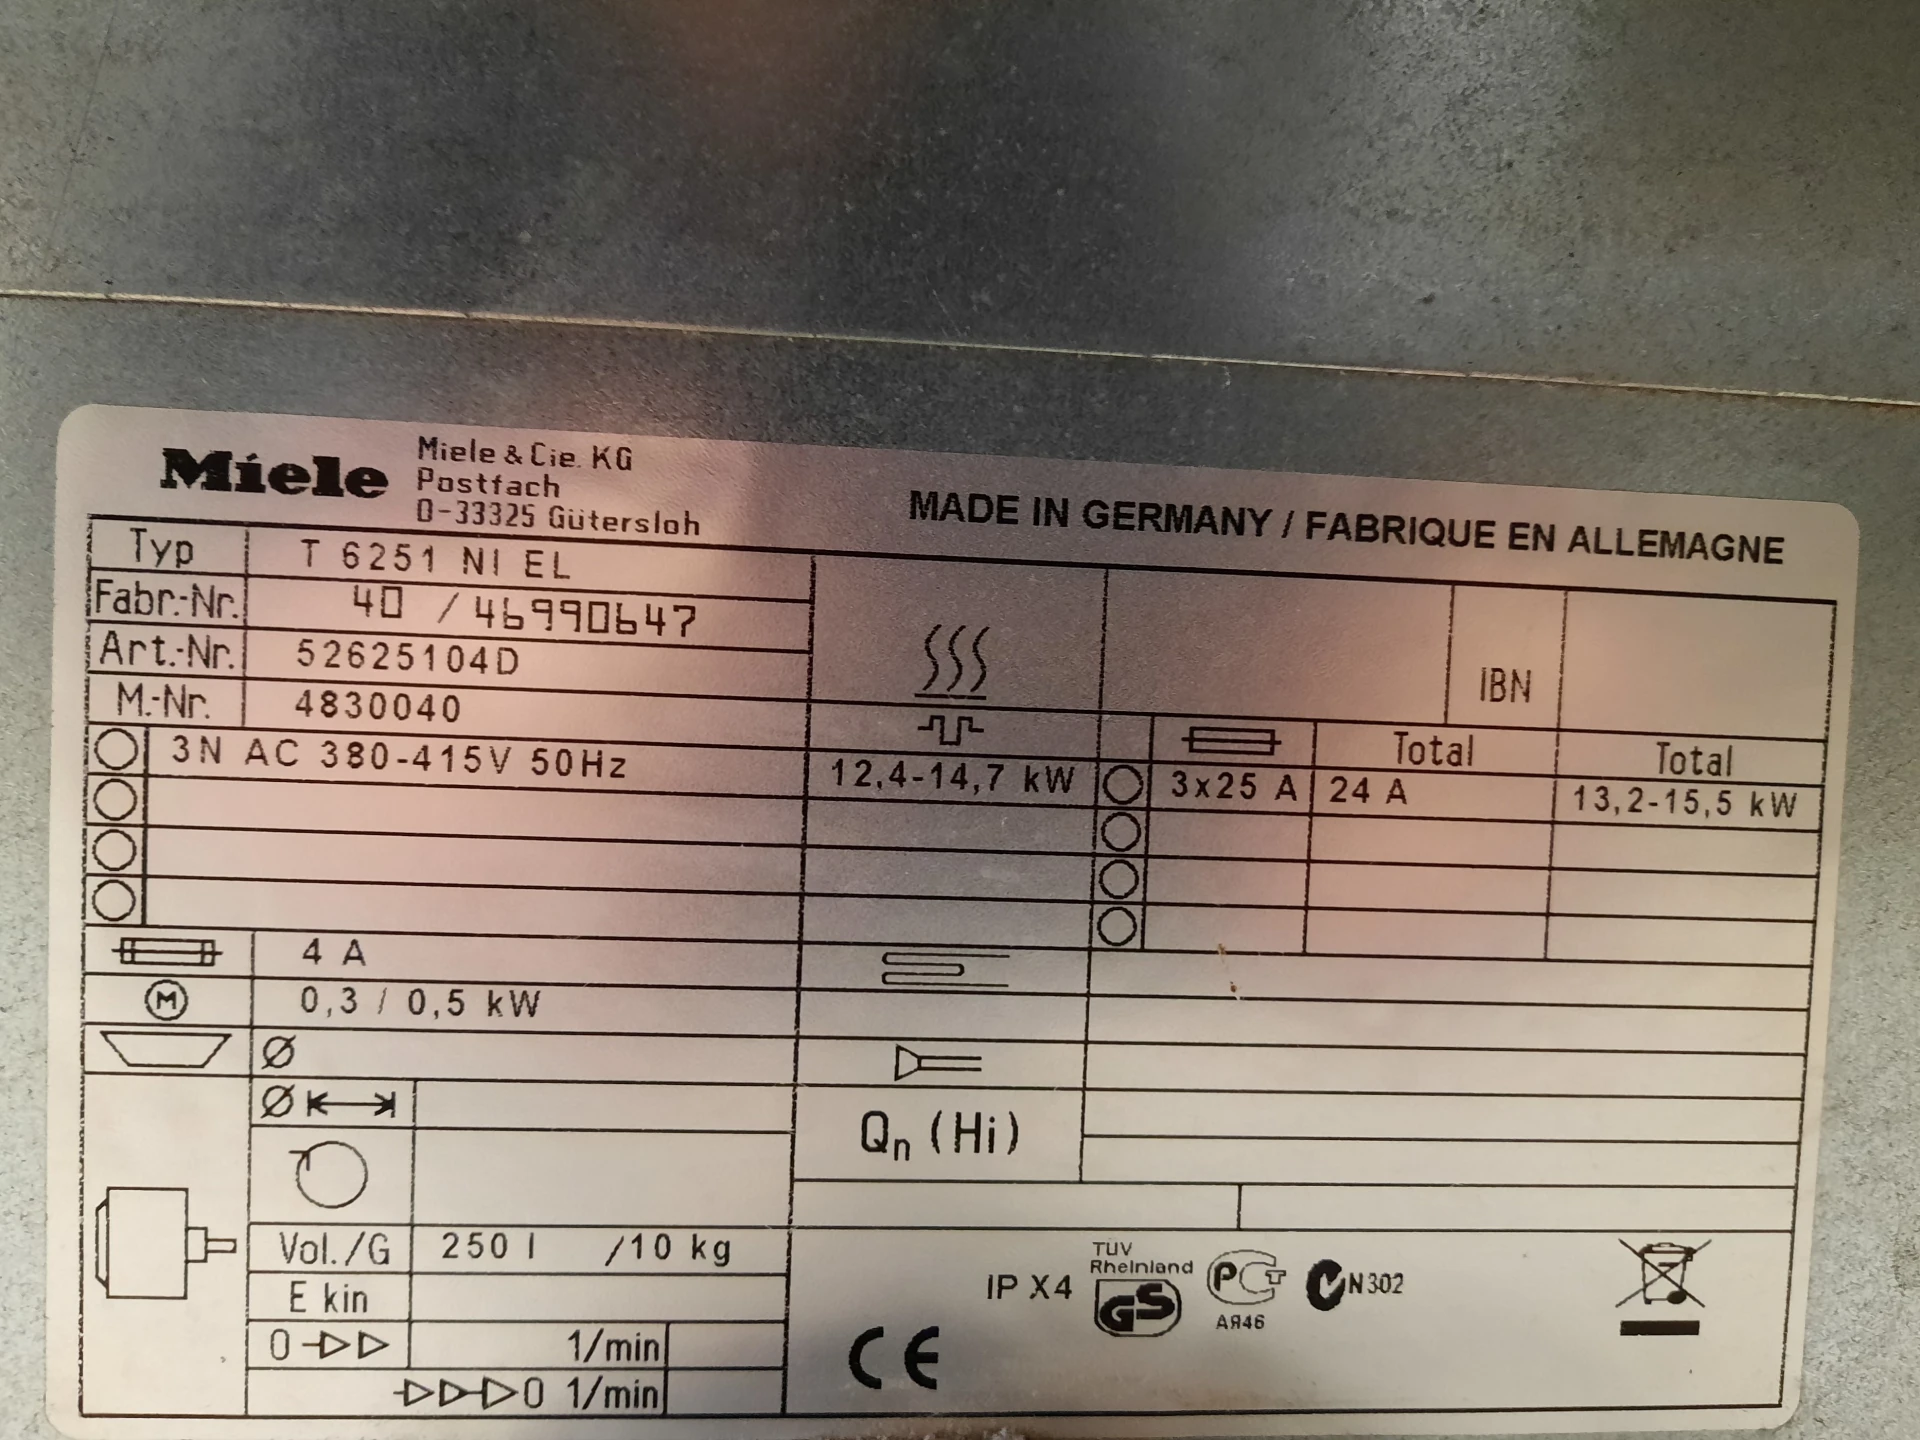 Miele
Miele & Cie. KG
Postfach
D-33325 Gütersloh
MADE IN GERMANY / FABRIQUE EN ALLEMAGNE
Typ T 6251 NI EL
Fabr.-Nr. 40 / 46990647
Art.-Nr. 52625104D
M.-Nr. 4830040
IBN
Total Total
3N AC 380-415V 50Hz 12,4-14,7 kW 3x25 A 24 A 13,2-15,5 kW
4 A
M 0,3 / 0,5 kW
Ø
Ø
Qn (Hi)
Vol./G 250 l /10 kg
E kin
0 1/min
0 1/min
CE
IP X4
TÜV
Rheinland
GS
PCT
АЯ46
N302